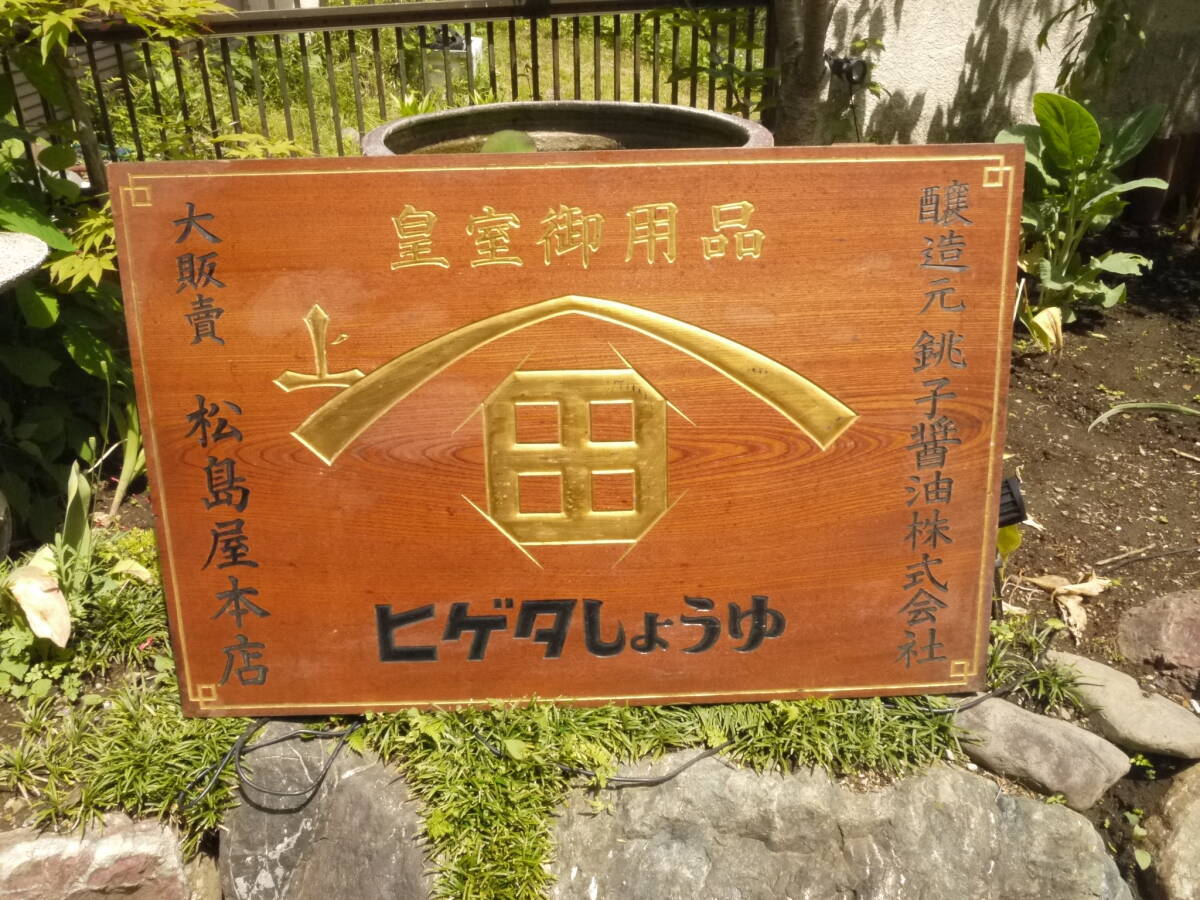 皇室御用品
醸造元 銚子醤油株式会社
上
田
ヒゲタしょうゆ
大販賣 松島屋本店